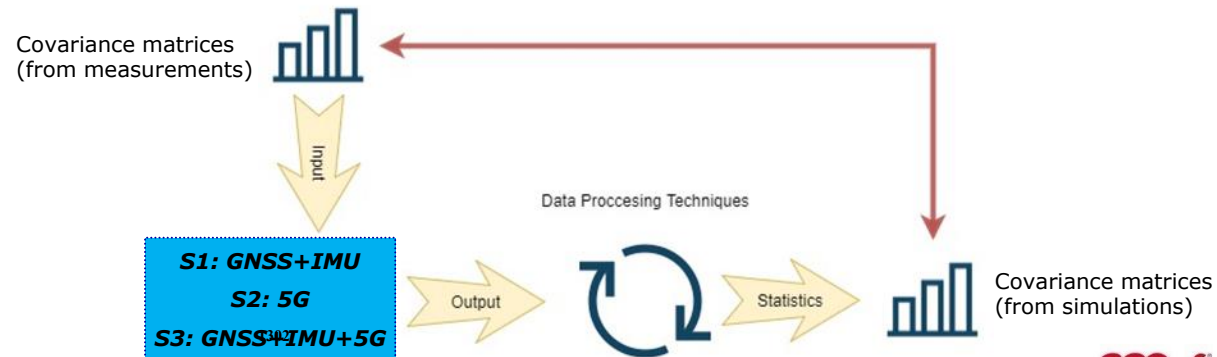 Covariance matrices
(from measurements)
Input
Data Proccesing Techniques
S1: GNSS+IMU
S2: 5G
S3: GNSS+IMU+5G
Output
Statistics
Covariance matrices
(from simulations)